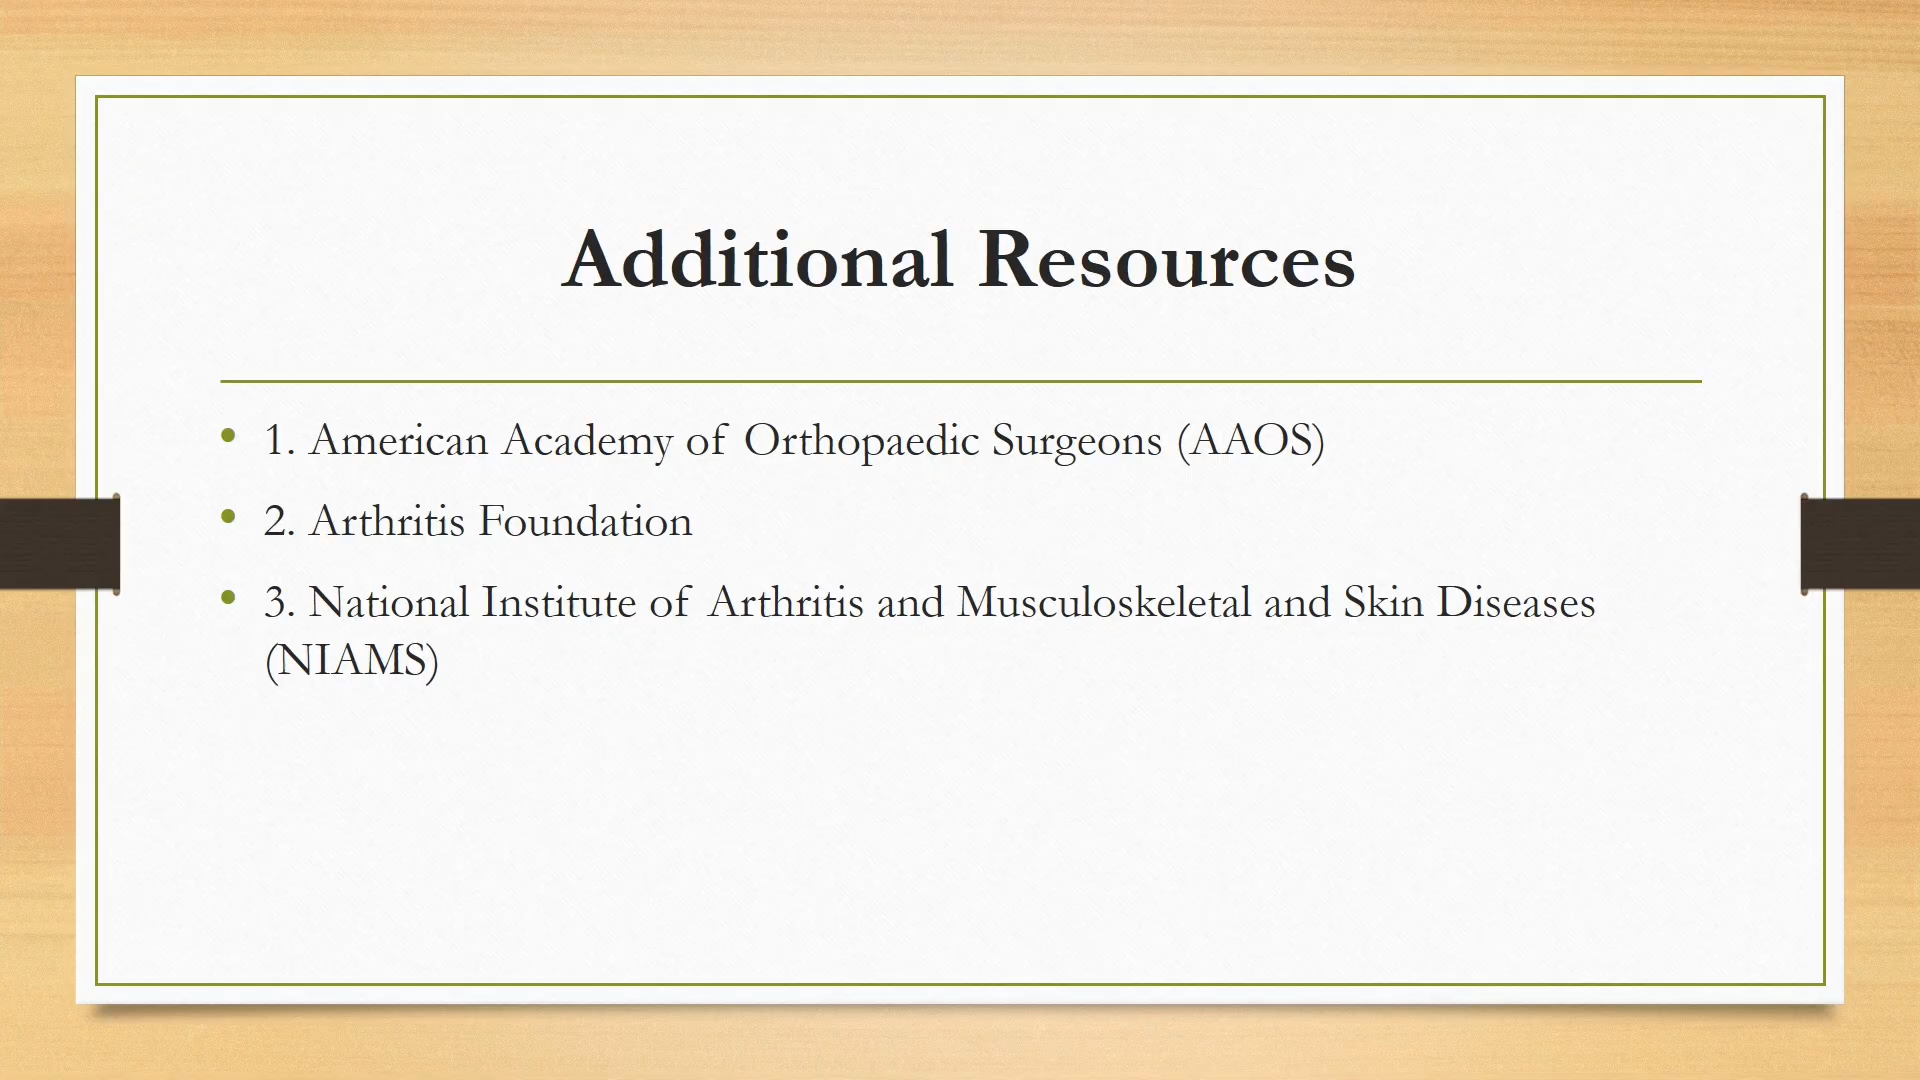 Additional Resources
• 1. American Academy of Orthopaedic Surgeons (AAOS)
• 2. Arthritis Foundation
• 3. National Institute of Arthritis and Musculoskeletal and Skin Diseases
(NIAMS)